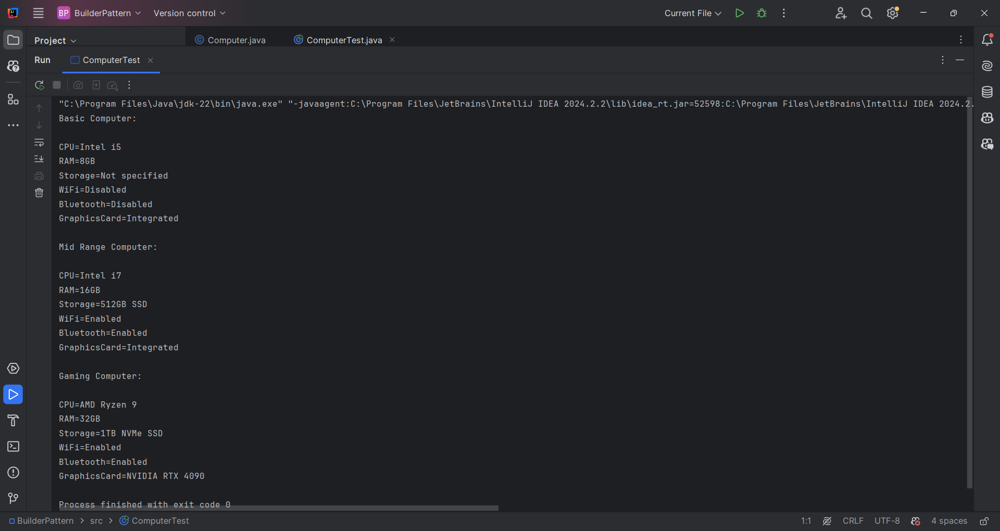 BP BuilderPattern Version control Current File
Project Computer.java ComputerTest.java
Run ComputerTest
"C:\Program Files\Java\jdk-22\bin\java.exe" "-javaagent:C:\Program Files\JetBrains\IntelliJ IDEA 2024.2.2\lib\idea_rt.jar=52598:C:\Program Files\JetBrains\IntelliJ IDEA 2024.2.
Basic Computer:
CPU=Intel i5
RAM=8GB
Storage=Not specified
WiFi=Disabled
Bluetooth=Disabled
GraphicsCard=Integrated
Mid Range Computer:
CPU=Intel i7
RAM=16GB
Storage=512GB SSD
WiFi=Enabled
Bluetooth=Enabled
GraphicsCard=Integrated
Gaming Computer:
CPU=AMD Ryzen 9
RAM=32GB
Storage=1TB NVMe SSD
WiFi=Enabled
Bluetooth=Enabled
GraphicsCard=NVIDIA RTX 4090
Process finished with exit code 0
BuilderPattern > src > ComputerTest 1:1 CRLF UTF-8 4 spaces